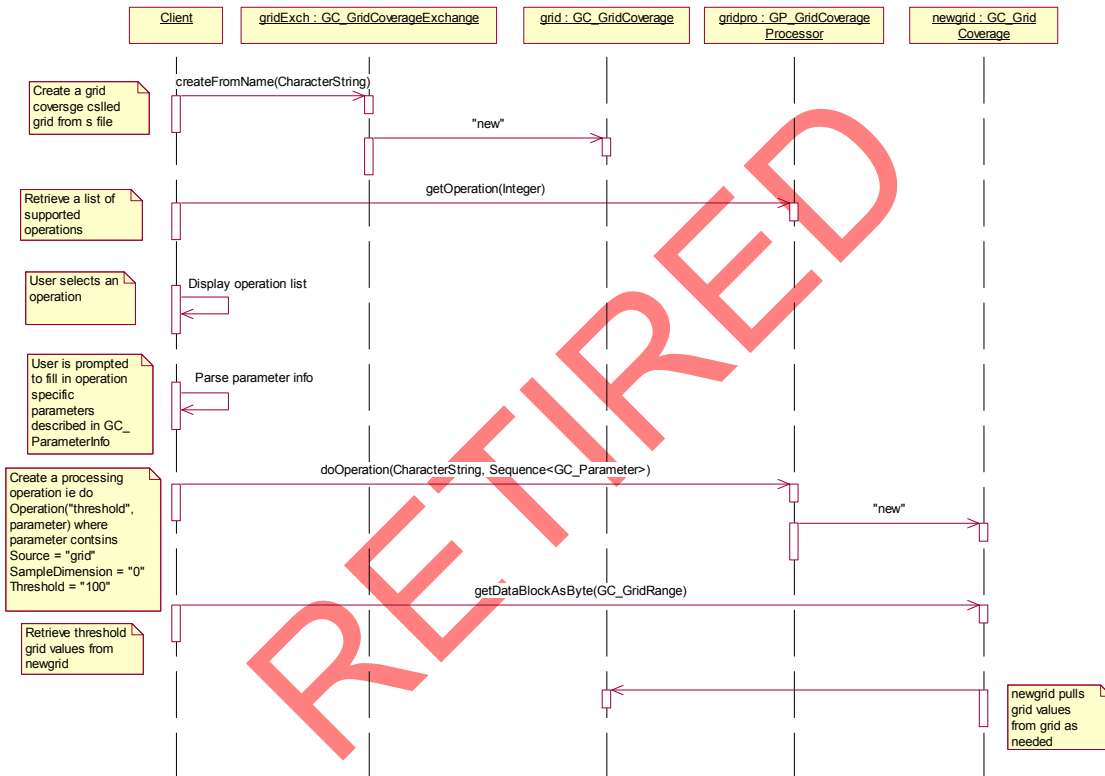 Client
gridExch : GC_GridCoverageExchange
grid : GC_GridCoverage
gridpro : GP_GridCoverage
Processor
newgrid : GC_Grid
Coverage
Create a grid
coversge cslled
grid from s file
createFromName(CharacterString)
"new"
Retrieve a list of
supported
operations
getOperation(Integer)
User selects an
operation
Display operation list
User is prompted
to fill in operation
specific
parameters
described in GC_
ParameterInfo
Parse parameter info
Create a processing
operation ie do
Operation("threshold",
parameter) where
parameter contsins
Source = "grid"
SampleDimension = "0"
Threshold = "100"
doOperation(CharacterString, Sequence<GC_Parameter>)
"new"
getDataBlockAsByte(GC_GridRange)
Retrieve threshold
grid values from
newgrid
newgrid pulls
grid values
from grid as
needed
RETIRED